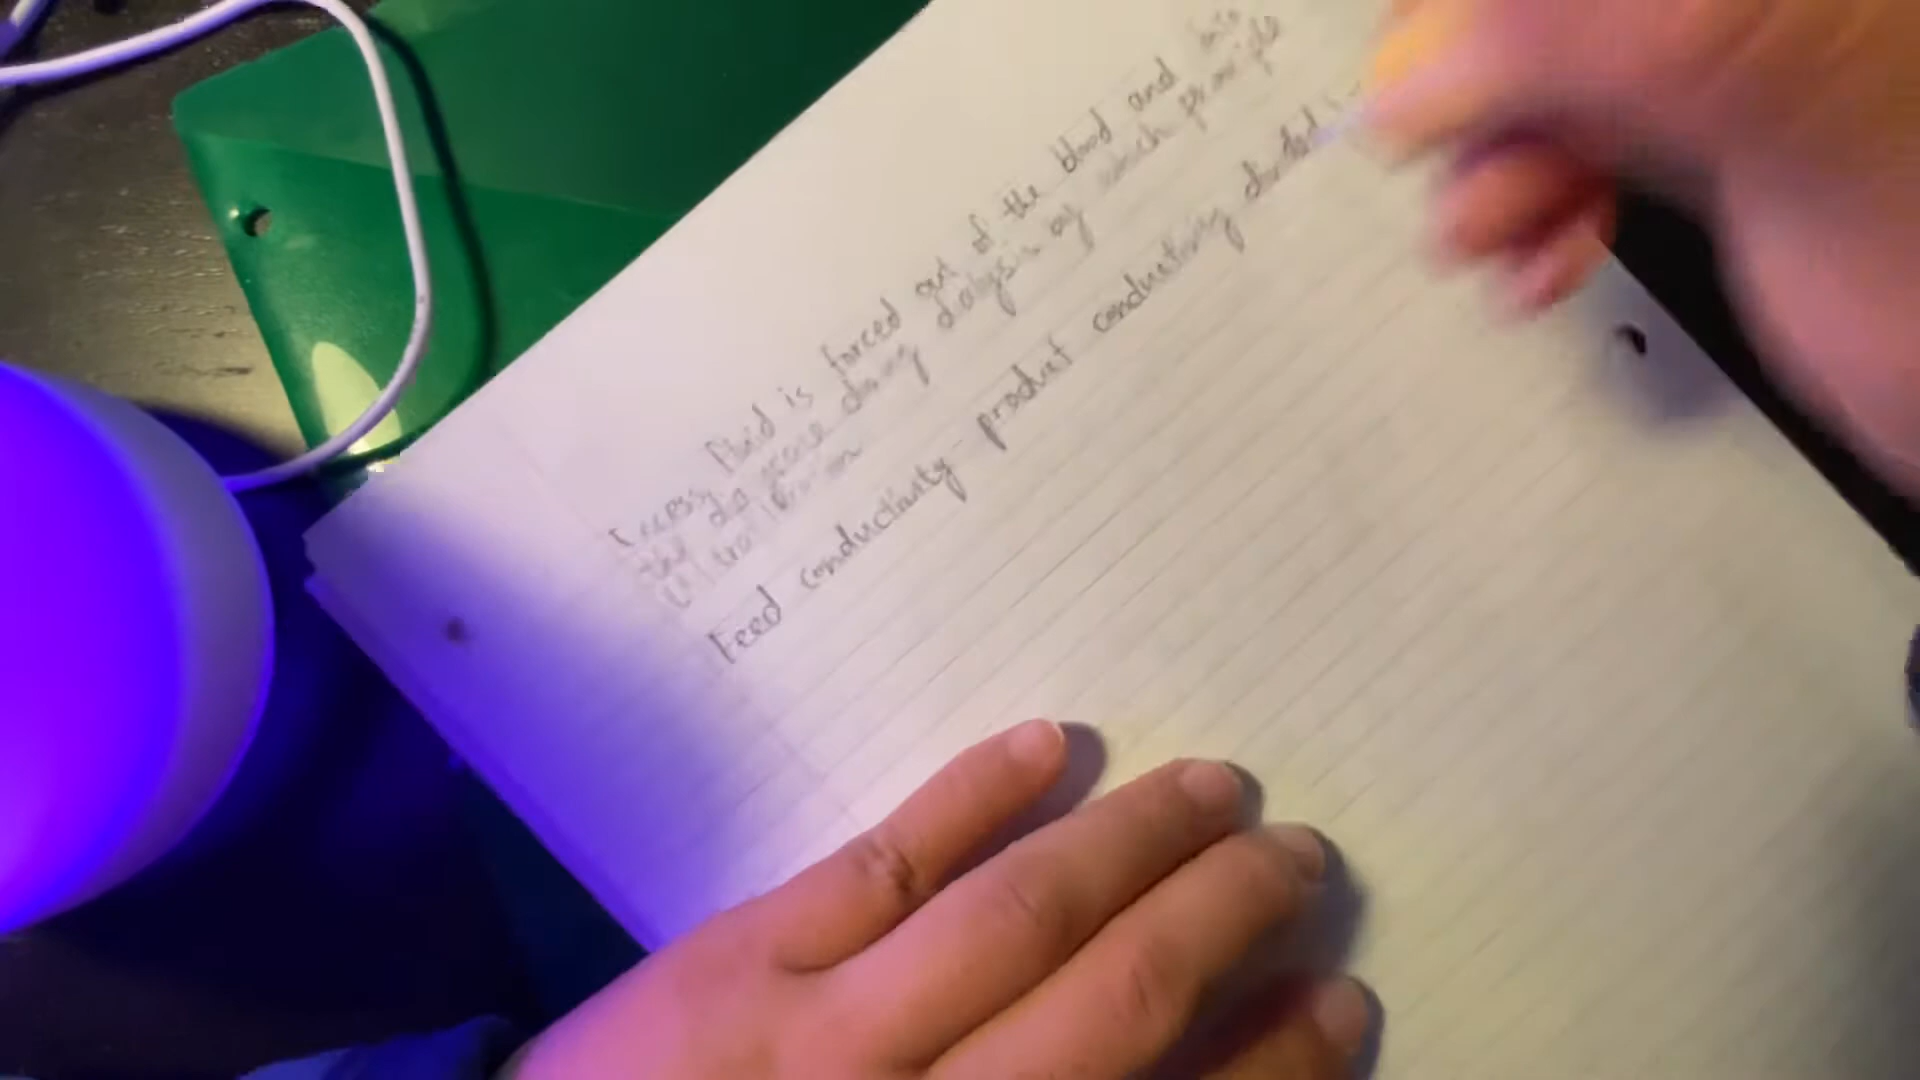 Excess fluid is forced out of the blood and into
the dia during dialysis by which principle
Ultrafiltration
Feed conductivity - product conductivity divided